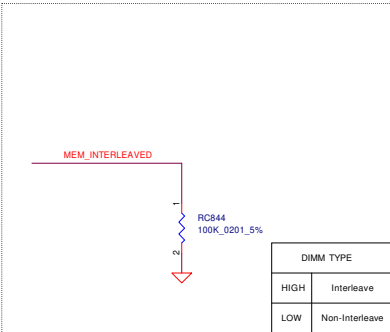 MEM_INTERLEAVED
1
RC844
100K_0201_5%
2
DIMM TYPE
HIGH Interleave
LOW Non-Interleave